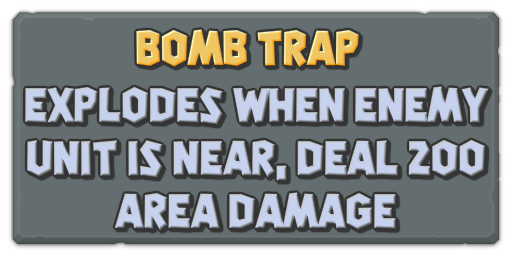 BOMB TRAP
EXPLODES WHEN ENEMY
UNIT IS NEAR, DEAL 200
AREA DAMAGE